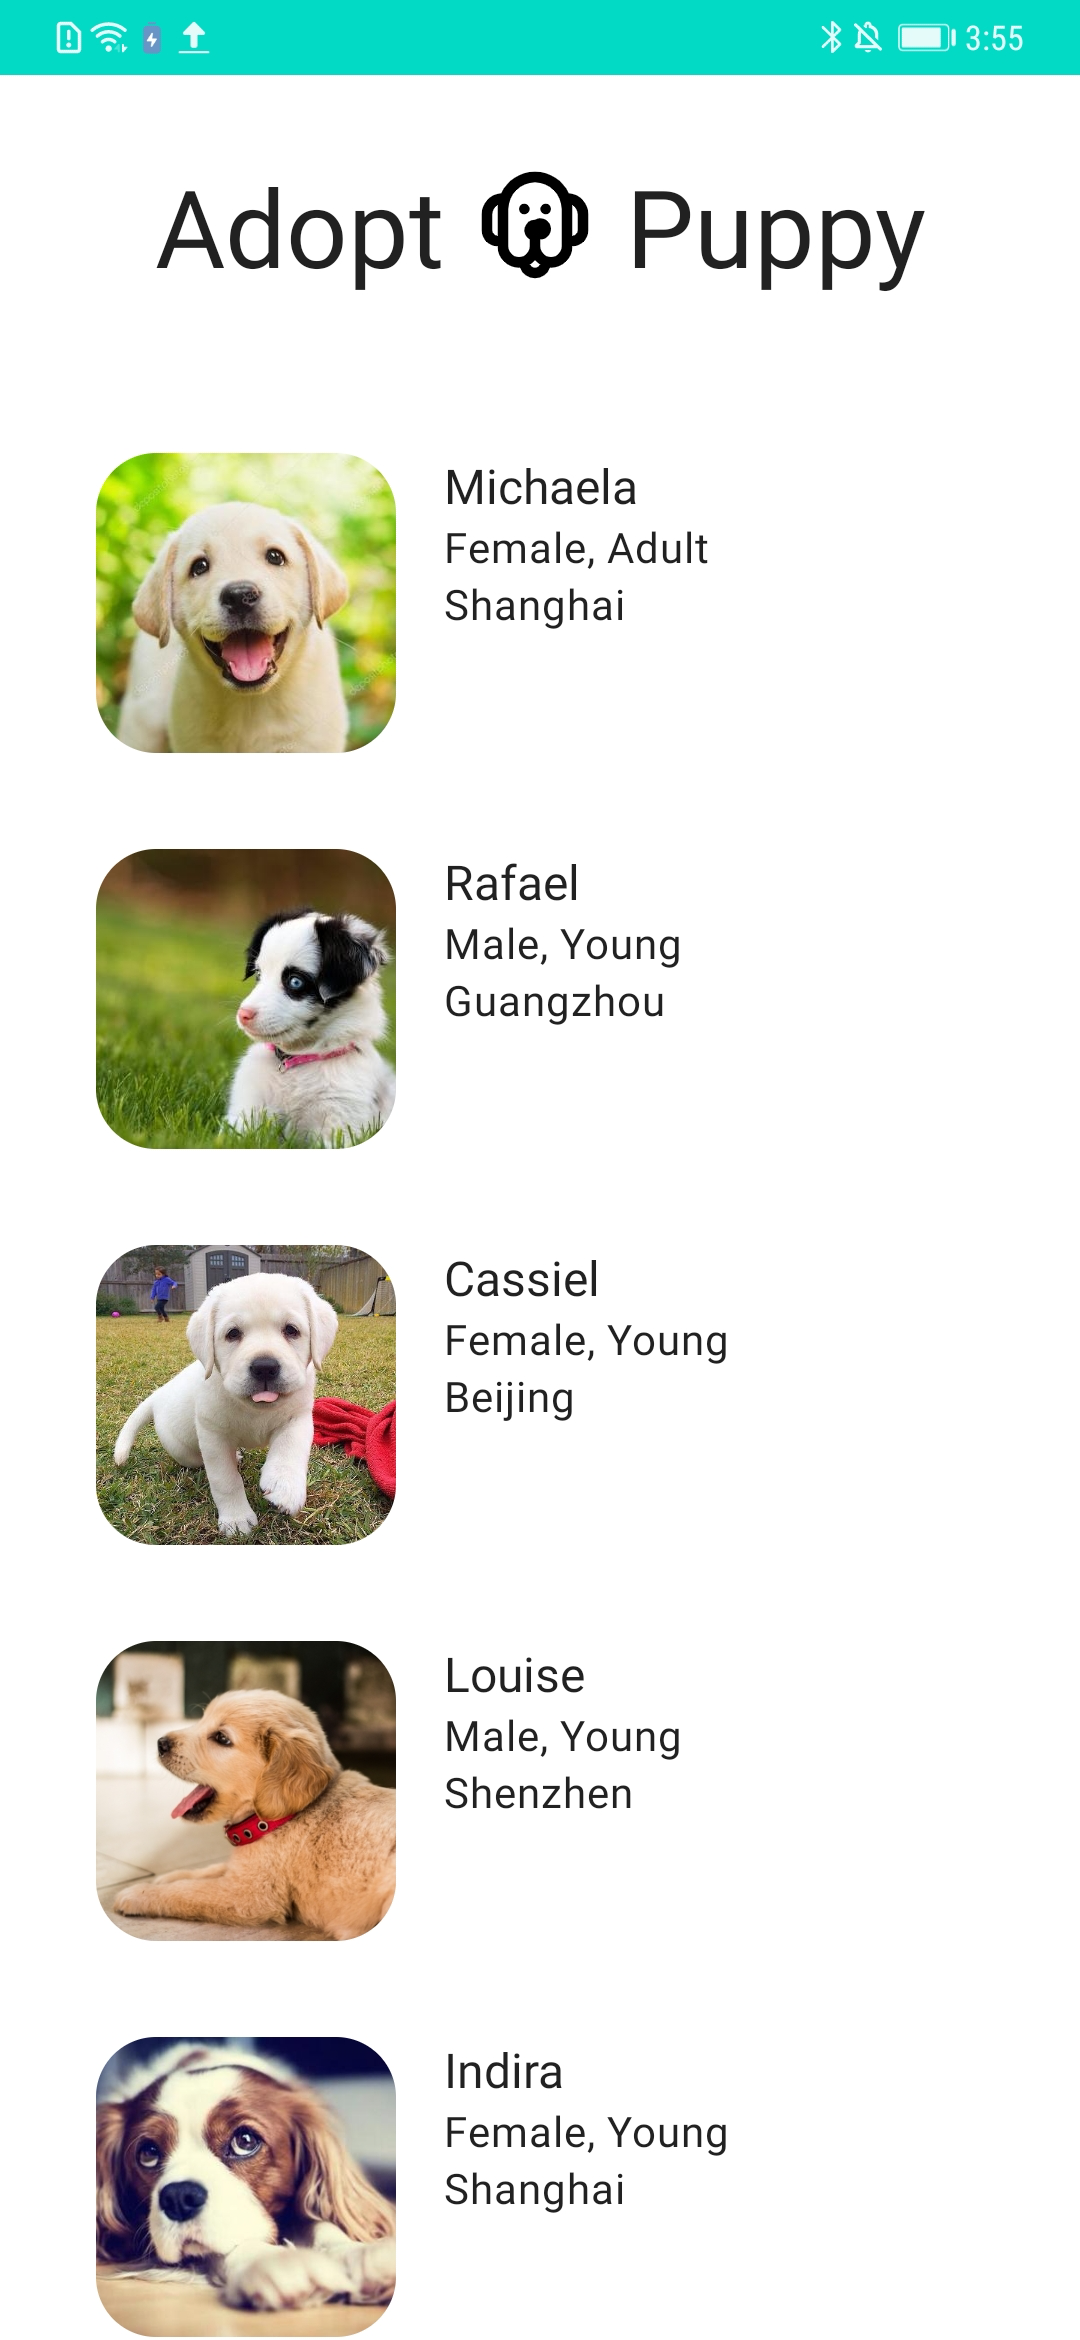 3:55
Adopt Puppy
Michaela
Female, Adult
Shanghai
Rafael
Male, Young
Guangzhou
Cassiel
Female, Young
Beijing
Louise
Male, Young
Shenzhen
Indira
Female, Young
Shanghai